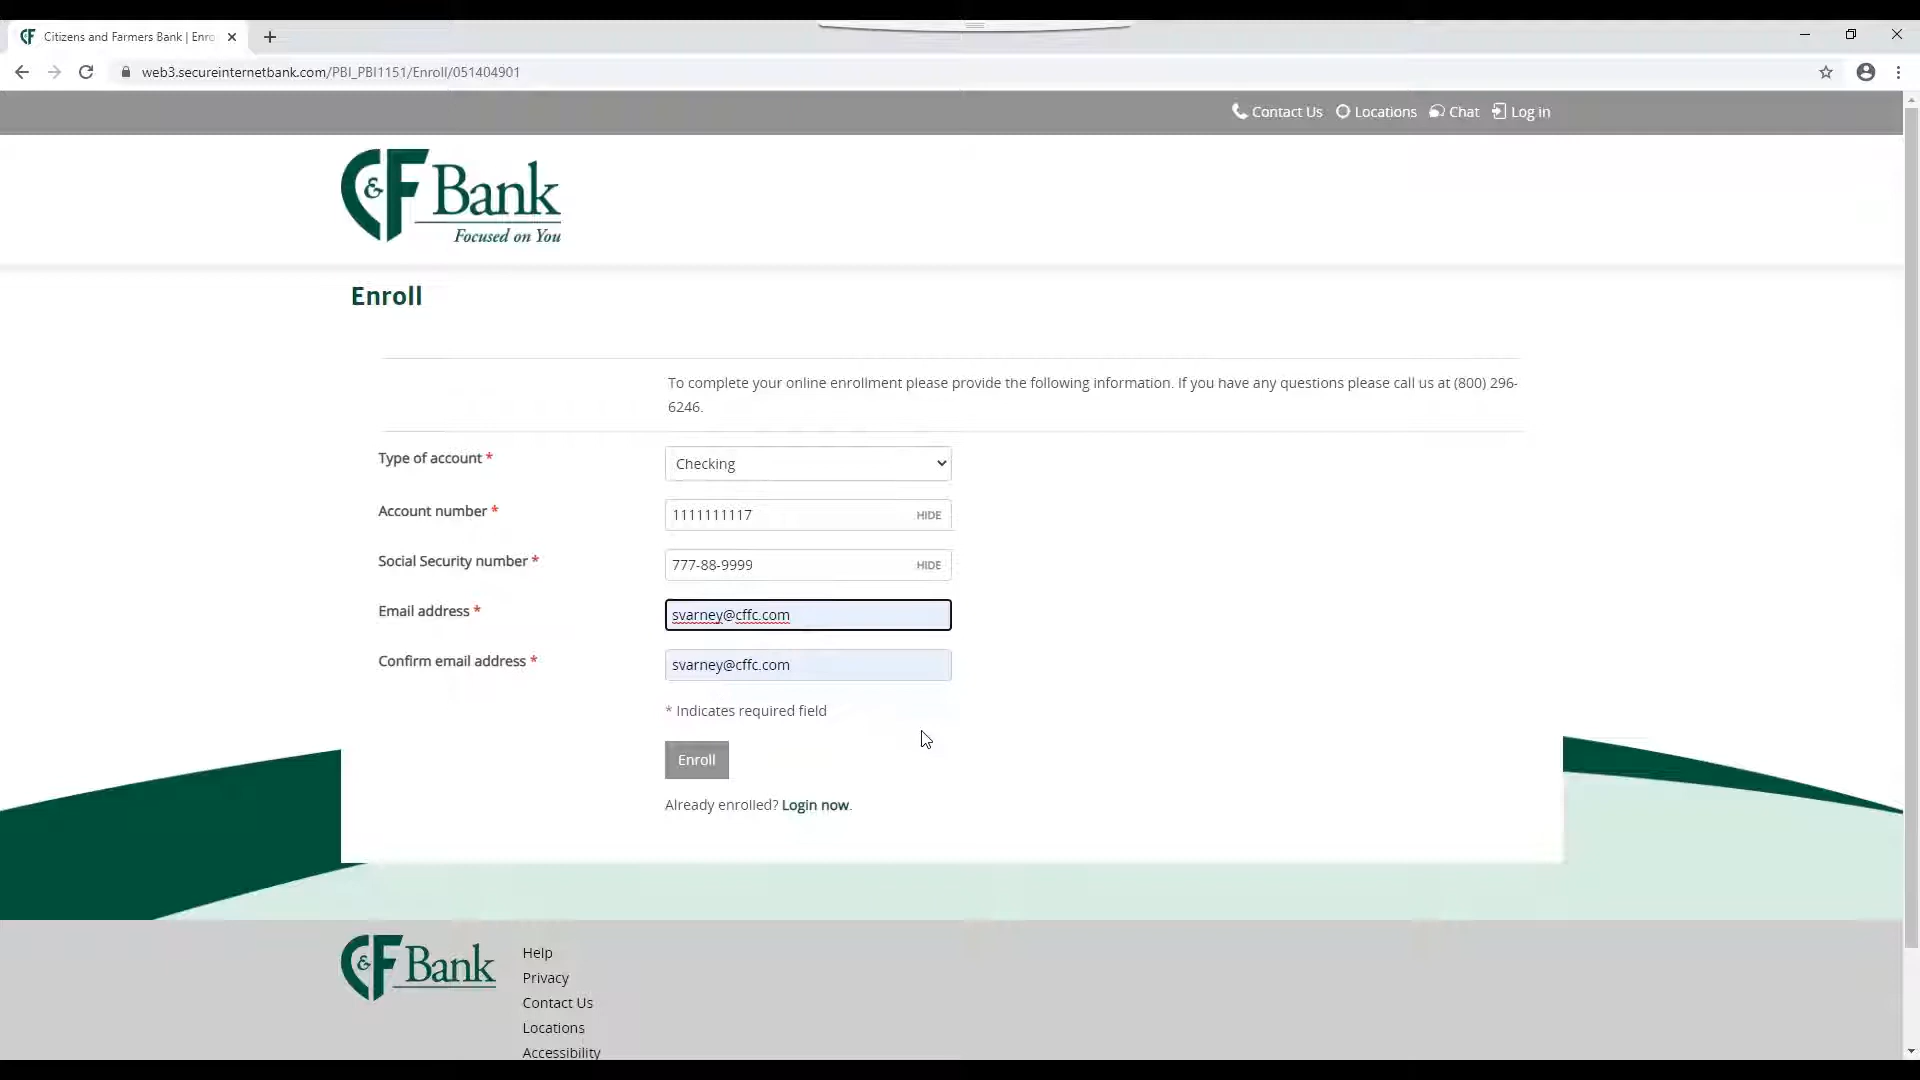 Citizens and Farmers Bank | Enro
web3.secureinternetbank.com/PBI_PBI1151/Enroll/051404901
Contact Us Locations Chat Log in
C&F Bank
Focused on You
Enroll
To complete your online enrollment please provide the following information. If you have any questions please call us at (800) 296-
6246.
Type of account * Checking
Account number * 1111111117 HIDE
Social Security number * 777-88-9999 HIDE
Email address * svarney@cffc.com
Confirm email address * svarney@cffc.com
* Indicates required field
Enroll
Already enrolled? Login now.
C&F Bank
Help
Privacy
Contact Us
Locations
Accessibility